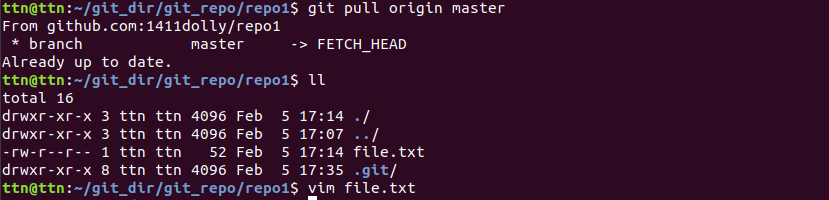 ttn@ttn:~/git_dir/git_repo/repo1$ git pull origin master
From github.com:1411dolly/repo1
 * branch            master     -> FETCH_HEAD
Already up to date.
ttn@ttn:~/git_dir/git_repo/repo1$ ll
total 16
drwxr-xr-x 3 ttn ttn 4096 Feb  5 17:14 ./
drwxr-xr-x 3 ttn ttn 4096 Feb  5 17:07 ../
-rw-r--r-- 1 ttn ttn   52 Feb  5 17:14 file.txt
drwxr-xr-x 8 ttn ttn 4096 Feb  5 17:35 .git/
ttn@ttn:~/git_dir/git_repo/repo1$ vim file.txt